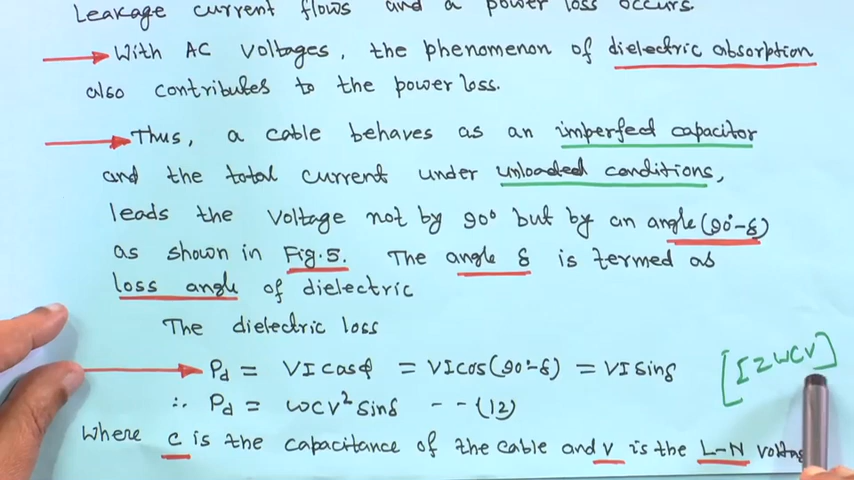 Leakage current flows and a power loss occurs.
With AC voltages, the phenomenon of dielectric absorption
also contributes to the power loss.
Thus, a cable behaves as an imperfect capacitor
and the total current under unloaded conditions,
leads the voltage not by 90° but by an angle (90°-δ)
as shown in Fig.5. The angle δ is termed as
loss angle of dielectric
The dielectric loss
Pd = VI cosϕ = VI cos(90°-δ) = VI sinδ [I = ωCV]
∴ Pd = ωCV² sinδ - - (12)
Where C is the capacitance of the cable and V is the L-N